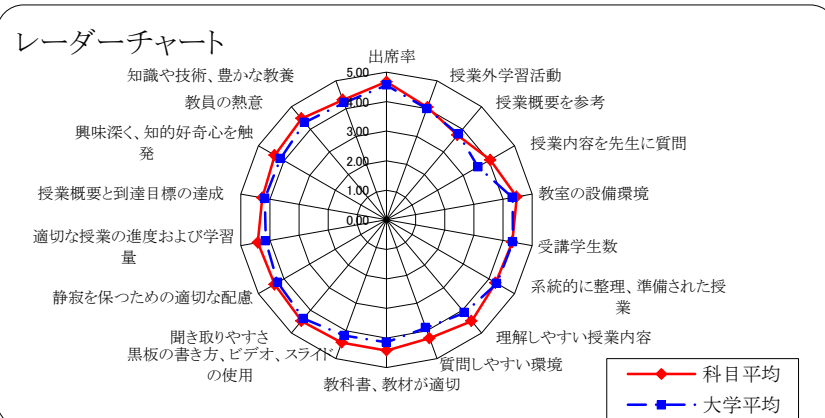 レーダーチャート
出席率
授業外学習活動
授業概要を参考
授業内容を先生に質問
教室の設備環境
受講学生数
系統的に整理、準備された授
業
理解しやすい授業内容
質問しやすい環境
教科書、教材が適切
黒板の書き方、ビデオ、スライド
の使用
聞き取りやすさ
静寂を保つための適切な配慮
適切な授業の進度および学習
量
授業概要と到達目標の達成
興味深く、知的好奇心を触
発
教員の熱意
知識や技術、豊かな教養
5.00
4.00
3.00
2.00
1.00
0.00
科目平均
大学平均